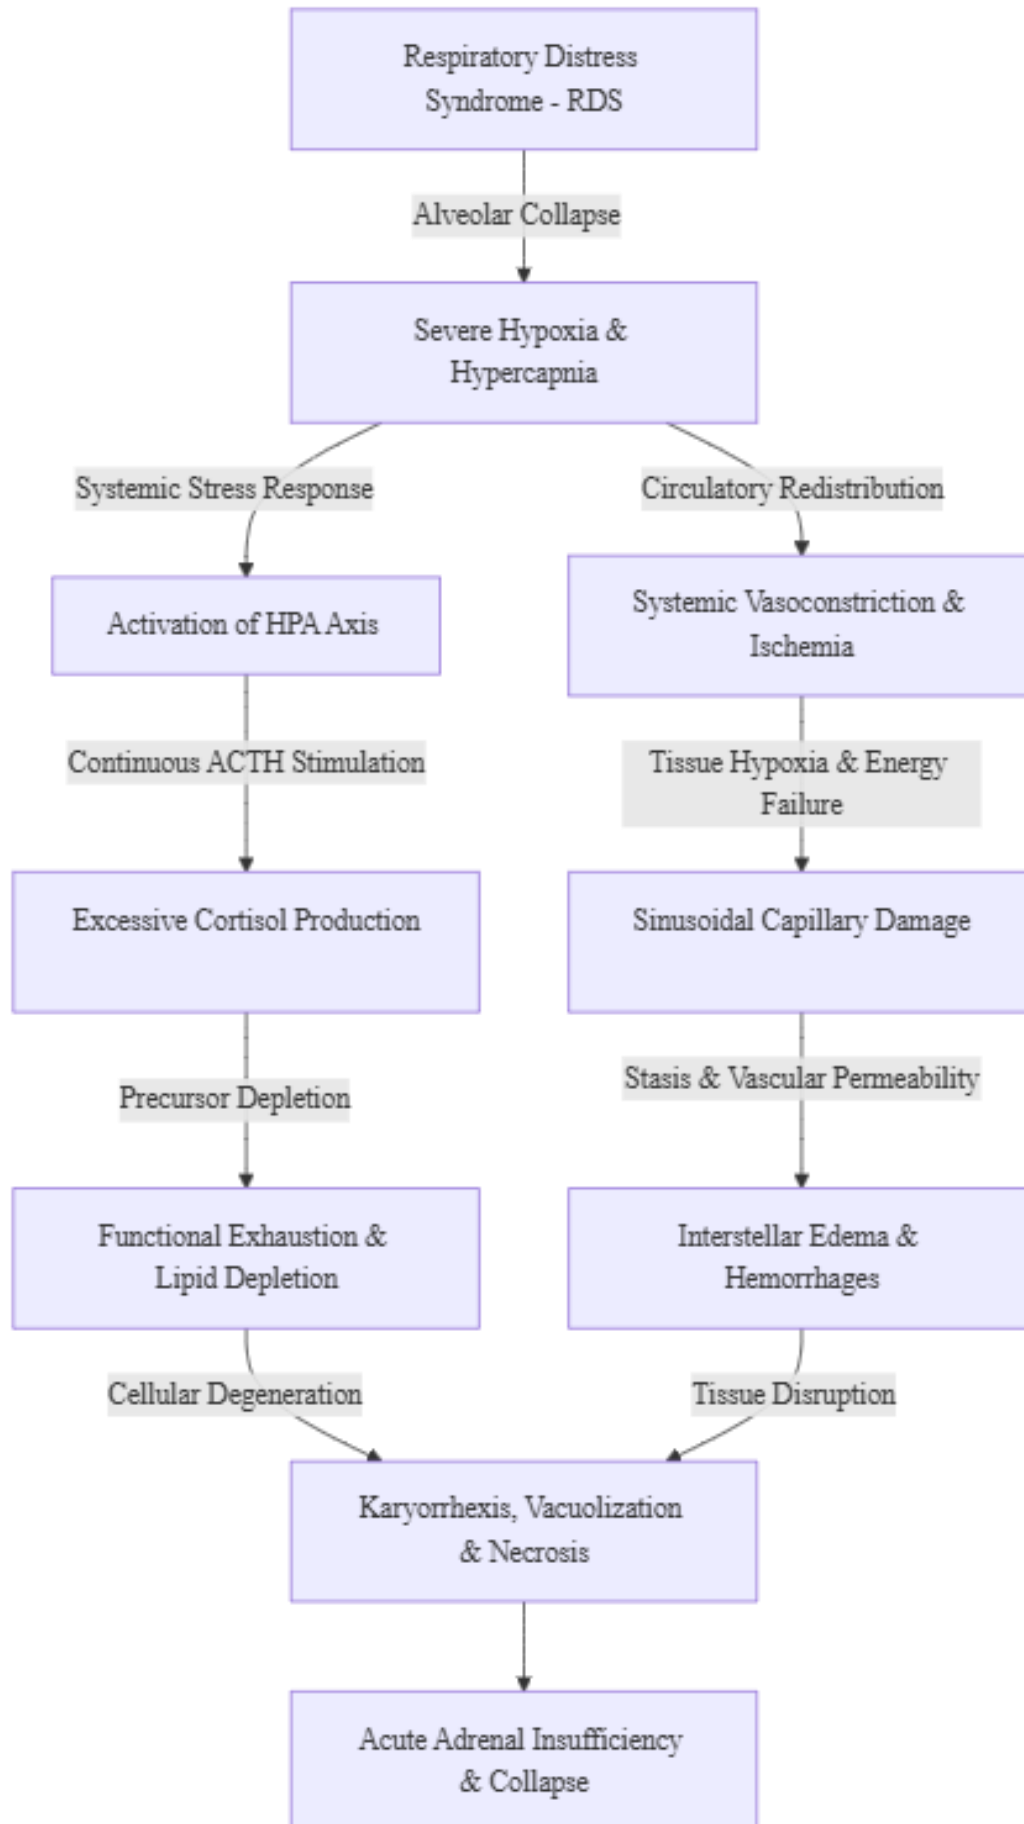 Respiratory Distress
Syndrome - RDS
Alveolar Collapse
Severe Hypoxia &
Hypercapnia
Systemic Stress Response
Circulatory Redistribution
Activation of HPA Axis
Systemic Vasoconstriction &
Ischemia
Continuous ACTH Stimulation
Tissue Hypoxia & Energy
Failure
Excessive Cortisol Production
Sinusoidal Capillary Damage
Precursor Depletion
Stasis & Vascular Permeability
Functional Exhaustion &
Lipid Depletion
Interstellar Edema &
Hemorrhages
Cellular Degeneration
Tissue Disruption
Karyorrhexis, Vacuolization
& Necrosis
Acute Adrenal Insufficiency
& Collapse